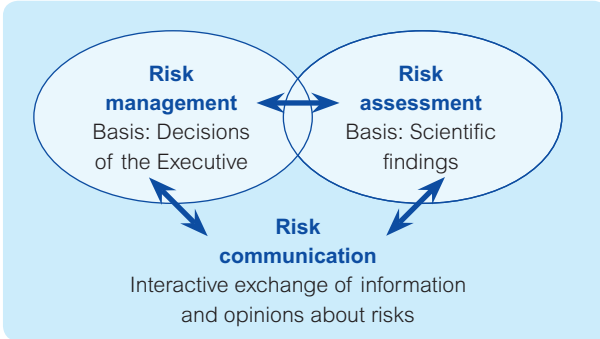 Risk
management
Basis: Decisions
of the Executive
Risk
assessment
Basis: Scientific
findings
Risk
communication
Interactive exchange of information
and opinions about risks